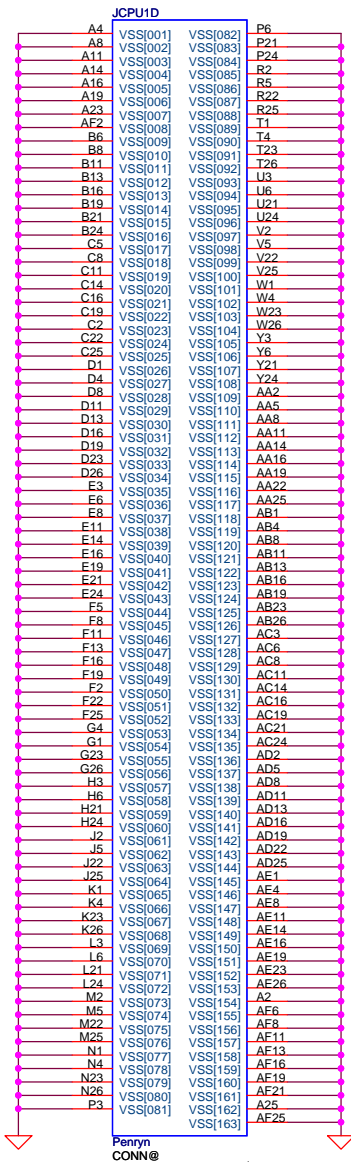 JCPU1D
A4 VSS[001] VSS[082] P6
A8 VSS[002] VSS[083] P21
A11 VSS[003] VSS[084] P24
A14 VSS[004] VSS[085] R2
A16 VSS[005] VSS[086] R5
A19 VSS[006] VSS[087] R22
A23 VSS[007] VSS[088] R25
AF2 VSS[008] VSS[089] T1
B6 VSS[009] VSS[090] T4
B8 VSS[010] VSS[091] T23
B11 VSS[011] VSS[092] T26
B13 VSS[012] VSS[093] U3
B16 VSS[013] VSS[094] U6
B19 VSS[014] VSS[095] U21
B21 VSS[015] VSS[096] U24
B24 VSS[016] VSS[097] V2
C5 VSS[017] VSS[098] V5
C8 VSS[018] VSS[099] V22
C11 VSS[019] VSS[100] V25
C14 VSS[020] VSS[101] W1
C16 VSS[021] VSS[102] W4
C19 VSS[022] VSS[103] W23
C2 VSS[023] VSS[104] W26
C22 VSS[024] VSS[105] Y3
C25 VSS[025] VSS[106] Y6
D1 VSS[026] VSS[107] Y21
D4 VSS[027] VSS[108] Y24
D8 VSS[028] VSS[109] AA2
D11 VSS[029] VSS[110] AA5
D13 VSS[030] VSS[111] AA8
D16 VSS[031] VSS[112] AA11
D19 VSS[032] VSS[113] AA14
D23 VSS[033] VSS[114] AA16
D26 VSS[034] VSS[115] AA19
E3 VSS[035] VSS[116] AA22
E6 VSS[036] VSS[117] AA25
E8 VSS[037] VSS[118] AB1
E11 VSS[038] VSS[119] AB4
E14 VSS[039] VSS[120] AB8
E16 VSS[040] VSS[121] AB11
E19 VSS[041] VSS[122] AB13
E21 VSS[042] VSS[123] AB16
E24 VSS[043] VSS[124] AB19
F5 VSS[044] VSS[125] AB23
F8 VSS[045] VSS[126] AB26
F11 VSS[046] VSS[127] AC3
F13 VSS[047] VSS[128] AC6
F16 VSS[048] VSS[129] AC8
F19 VSS[049] VSS[130] AC11
F2 VSS[050] VSS[131] AC14
F22 VSS[051] VSS[132] AC16
F25 VSS[052] VSS[133] AC19
G4 VSS[053] VSS[134] AC21
G1 VSS[054] VSS[135] AC24
G23 VSS[055] VSS[136] AD2
G26 VSS[056] VSS[137] AD5
H3 VSS[057] VSS[138] AD8
H6 VSS[058] VSS[139] AD11
H21 VSS[059] VSS[140] AD13
H24 VSS[060] VSS[141] AD16
J2 VSS[061] VSS[142] AD19
J5 VSS[062] VSS[143] AD22
J22 VSS[063] VSS[144] AD25
J25 VSS[064] VSS[145] AE1
K1 VSS[065] VSS[146] AE4
K4 VSS[066] VSS[147] AE8
K23 VSS[067] VSS[148] AE11
K26 VSS[068] VSS[149] AE14
L3 VSS[069] VSS[150] AE16
L6 VSS[070] VSS[151] AE19
L21 VSS[071] VSS[152] AE23
L24 VSS[072] VSS[153] AE26
M2 VSS[073] VSS[154] A2
M5 VSS[074] VSS[155] AF6
M22 VSS[075] VSS[156] AF8
M25 VSS[076] VSS[157] AF11
N1 VSS[077] VSS[158] AF13
N4 VSS[078] VSS[159] AF16
N23 VSS[079] VSS[160] AF19
N26 VSS[080] VSS[161] AF21
P3 VSS[081] VSS[162] A25
VSS[163] AF25
Penryn
CONN@